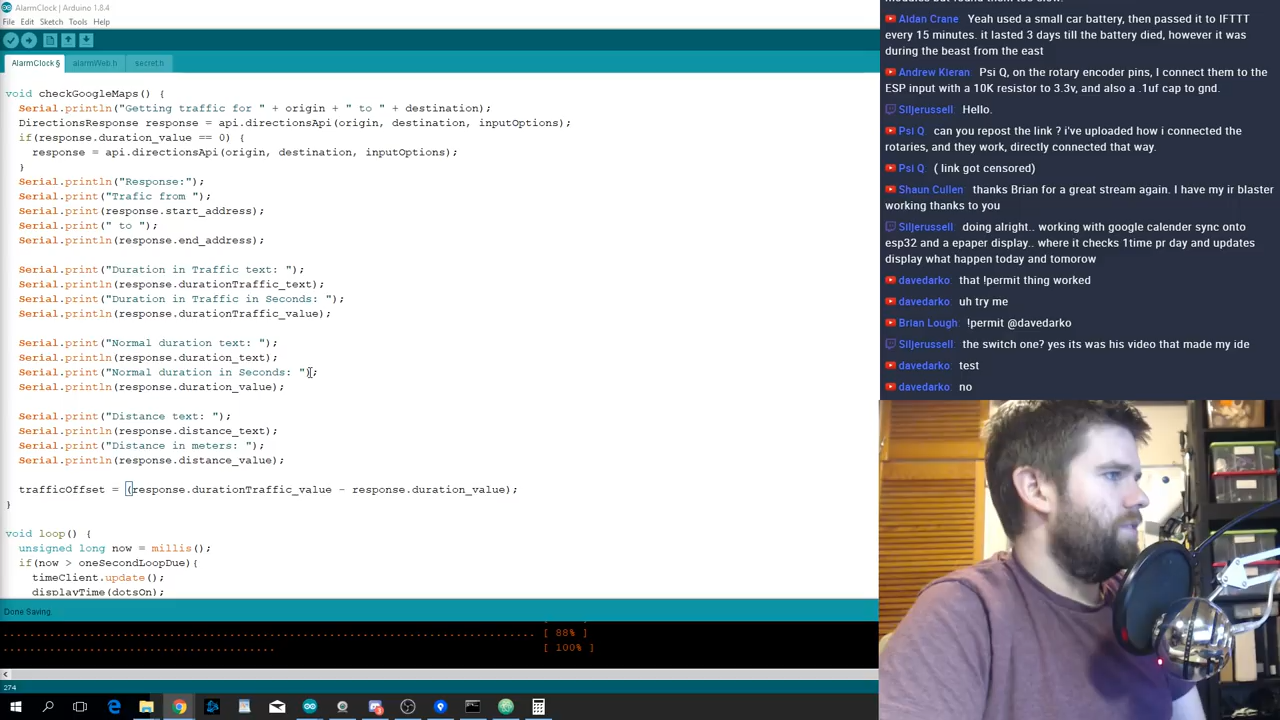 AlarmClock | Arduino 1.8.4
File Edit Sketch Tools Help
AlarmClock §
alarmWeb.h
secret.h
void checkGoogleMaps() {
Serial.println("Getting traffic for " + origin + " to " + destination);
DirectionsResponse response = api.directionsApi(origin, destination, inputOptions);
if(response.duration_value == 0) {
response = api.directionsApi(origin, destination, inputOptions);
}
Serial.println("Response:");
Serial.print("Trafic from ");
Serial.print(response.start_address);
Serial.print(" to ");
Serial.println(response.end_address);
Serial.print("Duration in Traffic text: ");
Serial.println(response.durationTraffic_text);
Serial.print("Duration in Traffic in Seconds: ");
Serial.println(response.durationTraffic_value);
Serial.print("Normal duration text: ");
Serial.println(response.duration_text);
Serial.print("Normal duration in Seconds: ");
Serial.println(response.duration_value);
Serial.print("Distance text: ");
Serial.println(response.distance_text);
Serial.print("Distance in meters: ");
Serial.println(response.distance_value);
trafficOffset = (response.durationTraffic_value - response.duration_value);
}
void loop() {
unsigned long now = millis();
if(now > oneSecondLoopDue){
timeClient.update();
displayTime(dotsOn);
Done Saving.
[ 88% ]
[ 100% ]
274
Aidan Crane Yeah used a small car battery, then passed it to IFTTT
every 15 minutes. it lasted 3 days till the battery died, however it was
during the beast from the east
Andrew Kieran Psi Q, on the rotary encoder pins, I connect them to the
ESP input with a 10K resistor to 3.3v, and also a .1uf cap to gnd.
Siljerussell Hello.
Psi Q can you repost the link ? i've uploaded how i connected the
rotaries, and they work, directly connected that way.
Psi Q ( link got censored)
Shaun Cullen thanks Brian for a great stream again. I have my ir blaster
working thanks to you
Siljerussell doing alright.. working with google calender sync onto
esp32 and a epaper display.. where it checks 1time pr day and updates
display what happen today and tomorow
davedarko that !permit thing worked
davedarko uh try me
Brian Lough !permit @davedarko
Siljerussell the switch one? yes its was his video that made my ide
davedarko test
davedarko no